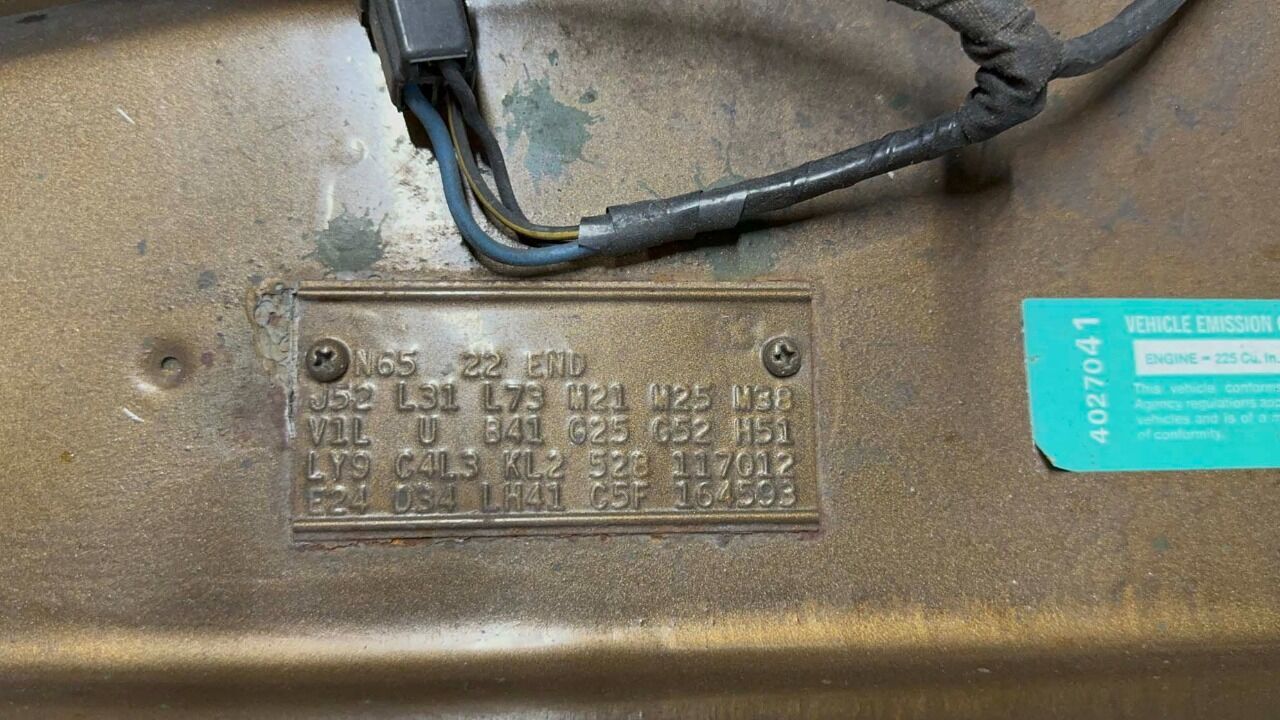 N65 22 END
J52 L31 L73 M21 M25 M38
V1L U B41 G25 G52 H51
LY9 C4L3 KL2 528 117012
E24 D34 LH41 C5F 164593
4027041
VEHICLE EMISSION
ENGINE - 225 Cu. In
This vehicle conforms
Agency regulations
vehicles and is of a
of conformity.